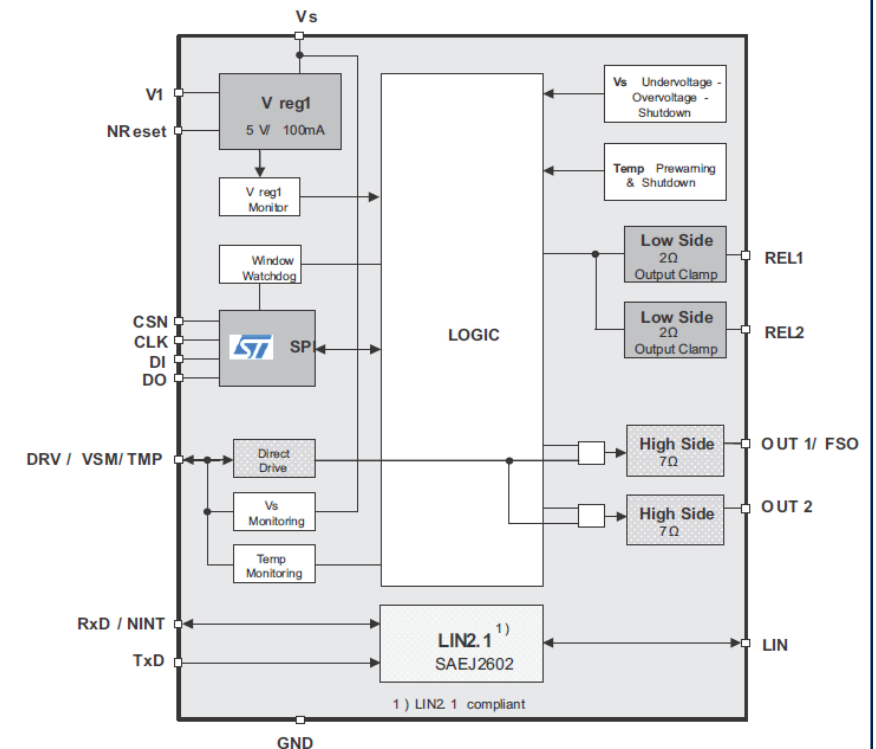 Vs
V1
NReset
V reg1
5 V/ 100mA
V reg1
Monitor
Window
Watchdog
CSN
CLK
DI
DO
ST
SPI
LOGIC
Vs Undervoltage -
Overvoltage -
Shutdown
Temp Prewarning
& Shutdown
Low Side
2Ω
Output Clamp
REL1
Low Side
2Ω
Output Clamp
REL2
DRV / VSM/ TMP
Direct
Drive
Vs
Monitoring
Temp
Monitoring
High Side
7Ω
OUT 1/ FSO
High Side
7Ω
OUT 2
RxD / NINT
TxD
LIN2.1 1)
SAEJ2602
LIN
1 ) LIN2. 1 compliant
GND